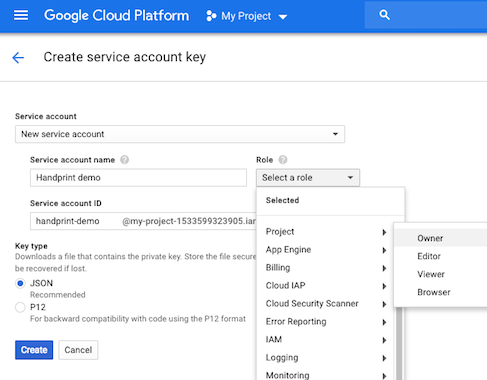 Google Cloud Platform
My Project
Create service account key
Service account
New service account
Service account name
Role
Handprint demo
Select a role
Service account ID
Selected
handprint-demo @my-project-1533599323905.iar
Project
App Engine
Billing
Cloud IAP
Cloud Security Scanner
Error Reporting
IAM
Logging
Monitoring
Owner
Editor
Viewer
Browser
Key type
Downloads a file that contains the private key. Store the file secure
be recovered if lost.
JSON
Recommended
P12
For backward compatibility with code using the P12 format
Create
Cancel